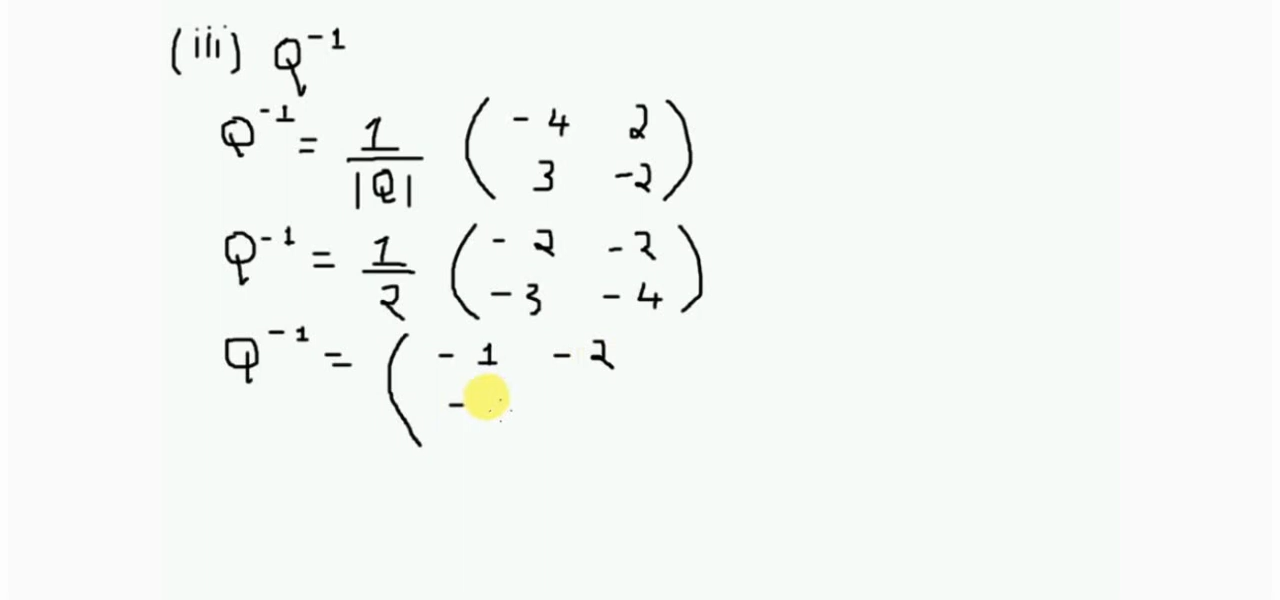 (iii) Q⁻¹
Q⁻¹ = 1/|Q| ( - 4 2 ; 3 -2 )
Q⁻¹ = 1/2 ( - 2 - 2 ; - 3 - 4 )
Q⁻¹ = ( - 1 - 2 ; -